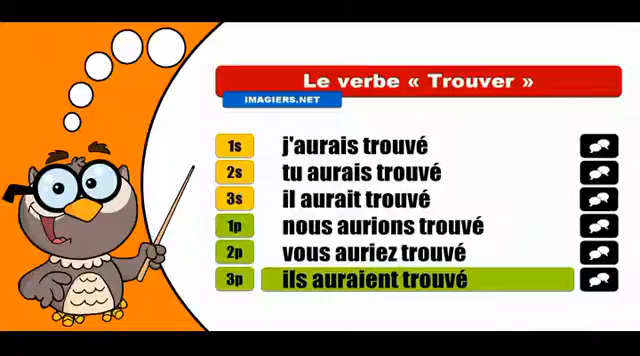 Le verbe « Trouver »
IMAGIERS.NET
1s j'aurais trouvé
2s tu aurais trouvé
3s il aurait trouvé
1p nous aurions trouvé
2p vous auriez trouvé
3p ils auraient trouvé